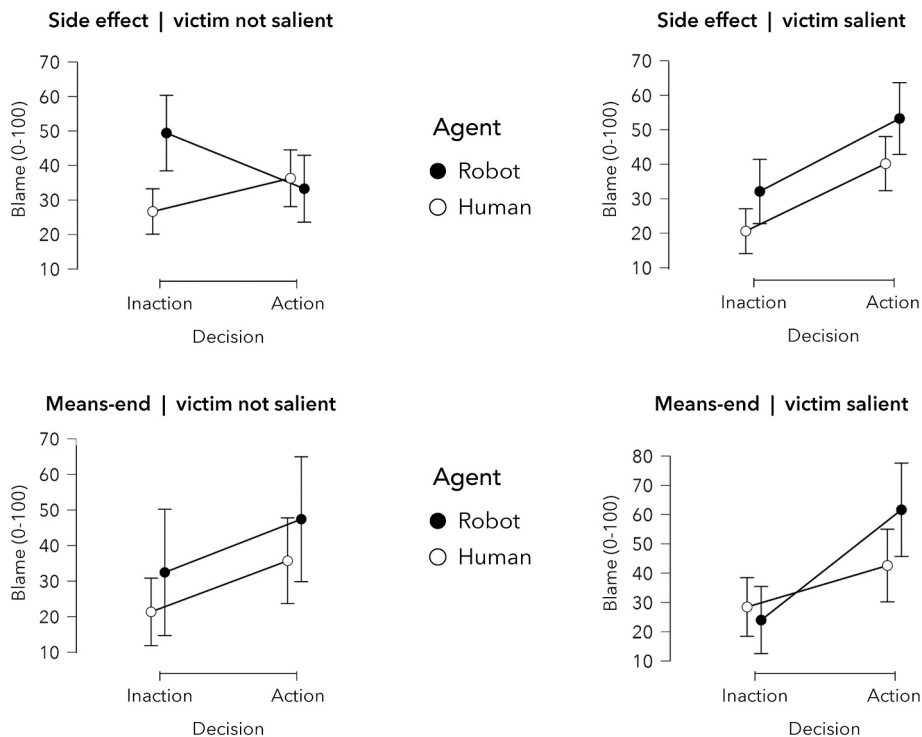 Side effect | victim not salient
70
60
50
40
30
20
10
Blame (0-100)
Inaction Action
Decision
Agent
Robot
Human
Side effect | victim salient
70
60
50
40
30
20
10
Blame (0-100)
Inaction Action
Decision
Means-end | victim not salient
70
60
50
40
30
20
10
Blame (0-100)
Inaction Action
Decision
Agent
Robot
Human
Means-end | victim salient
80
70
60
50
40
30
20
10
Blame (0-100)
Inaction Action
Decision